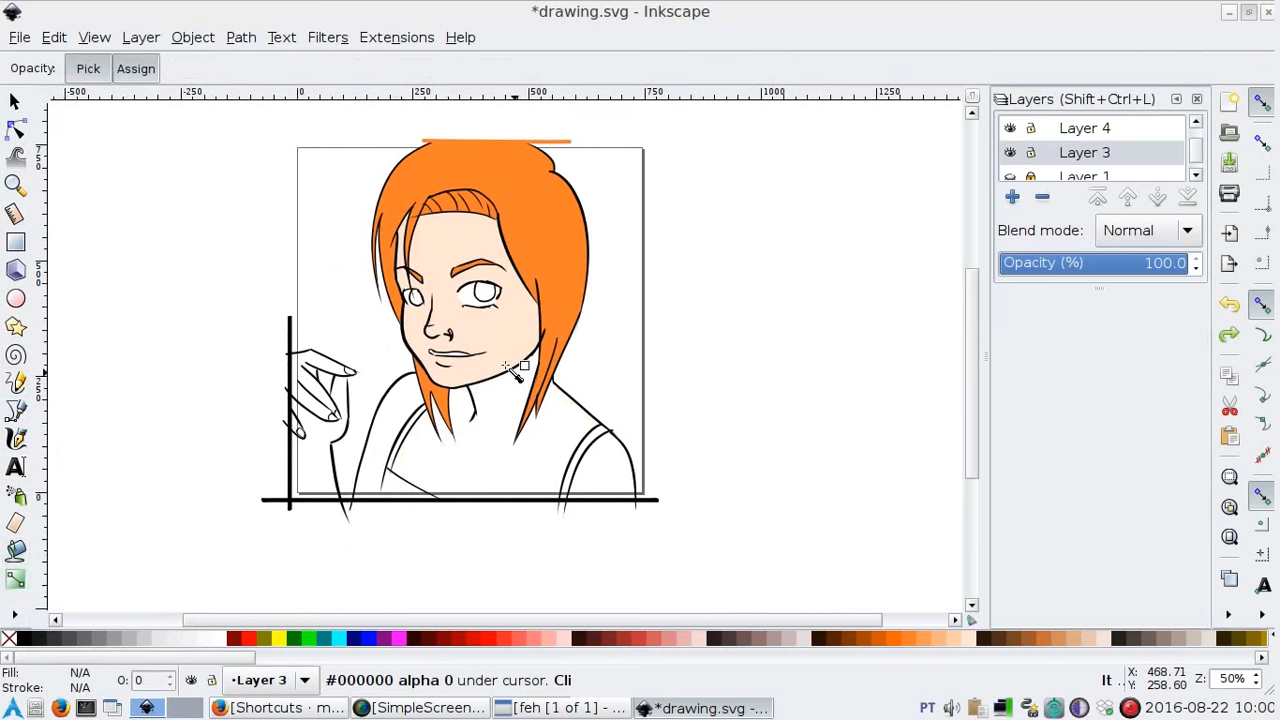 *drawing.svg - Inkscape
File Edit View Layer Object Path Text Filters Extensions Help
Opacity: Pick Assign
-500 -250 0 250 500 750 1000 1250
Layers (Shift+Ctrl+L)
Layer 4
Layer 3
Layer 1
Blend mode: Normal
Opacity (%) 100.0
750
500
250
0
Fill: N/A
Stroke: N/A
O: 0
•Layer 3
#000000 alpha 0 under cursor. Cli
It ..
X: 468.71
Y: 258.60
Z: 50%
[Shortcuts : m... [SimpleScreen... [feh [1 of 1] - ... *drawing.svg - ... PT 2016-08-22 10:00